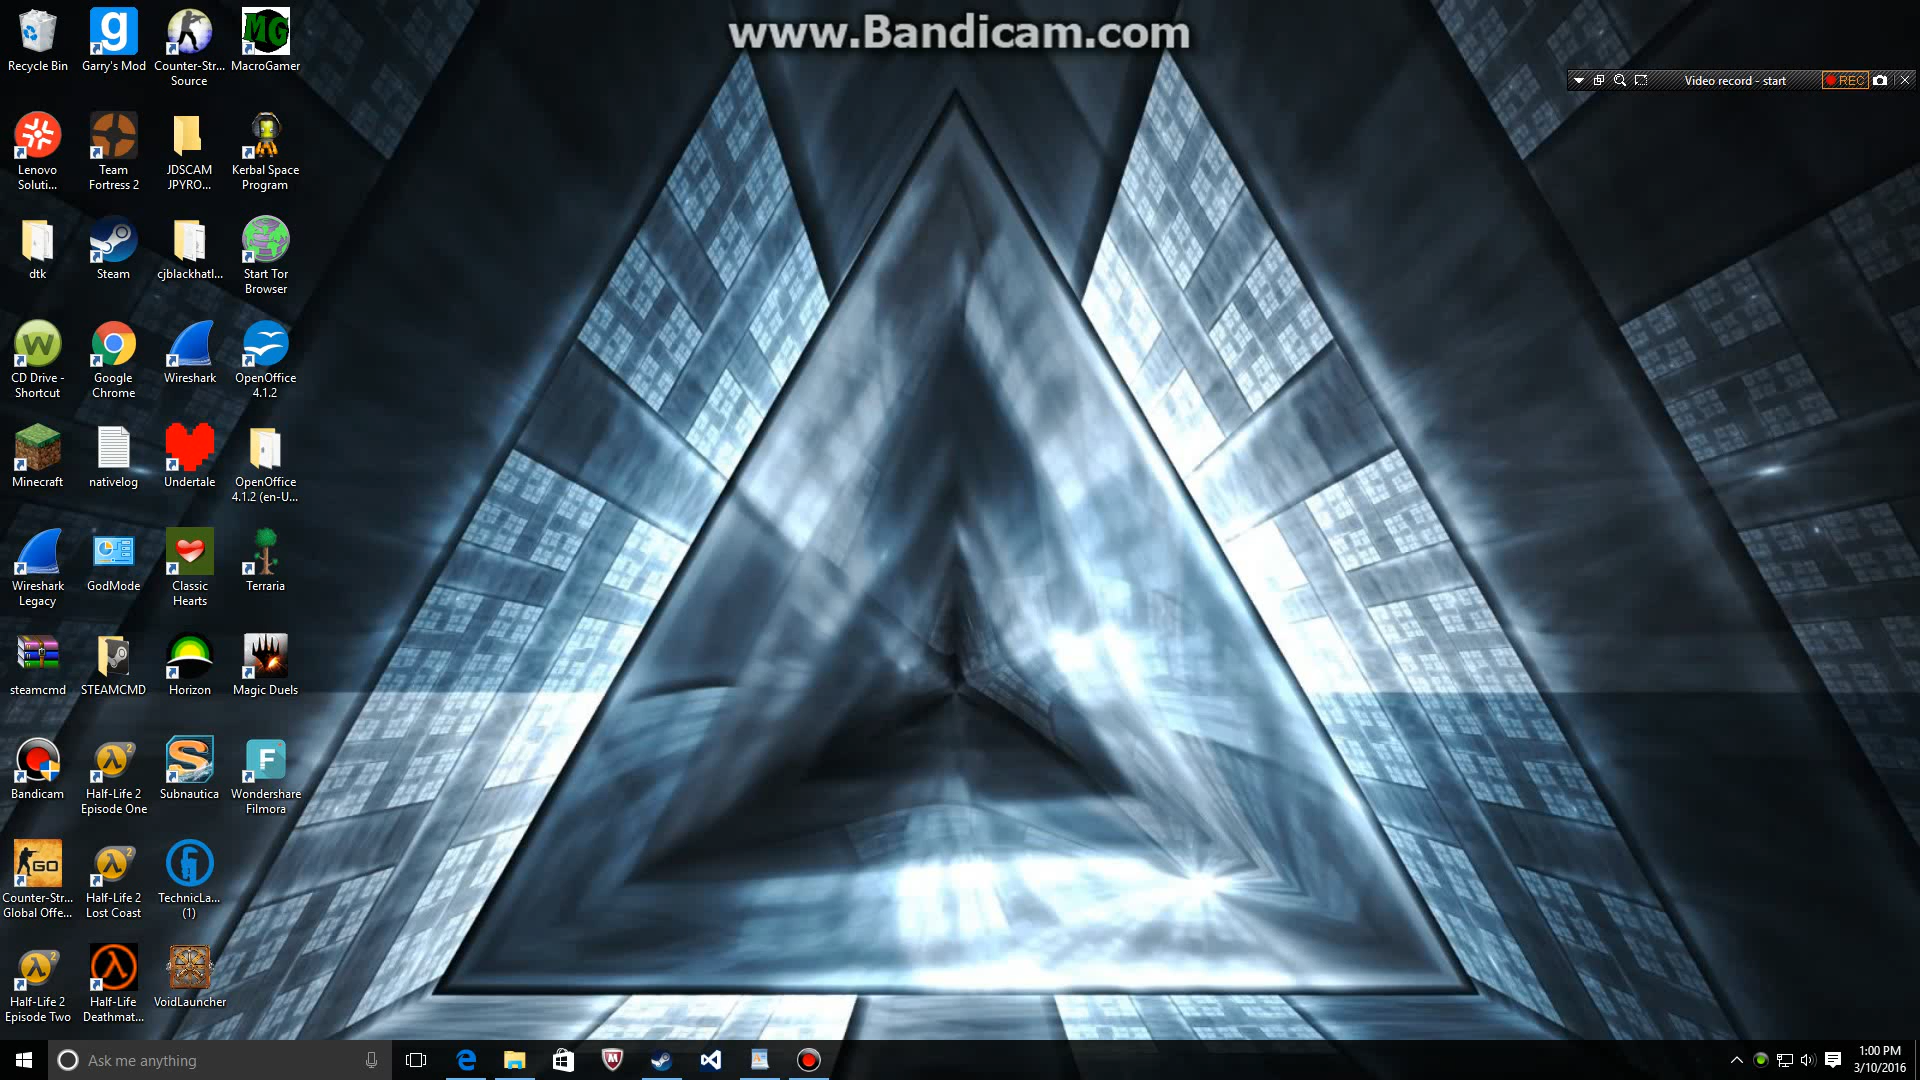 www.Bandicam.com
Video record - start
REC
Recycle Bin
Garry's Mod
Counter-Str...
Source
MG
MacroGamer
Lenovo
Soluti...
Team
Fortress 2
JDSCAM
JPYRO...
Kerbal Space
Program
dtk
Steam
cjblackhatl...
Start Tor
Browser
CD Drive -
Shortcut
Google
Chrome
Wireshark
OpenOffice
4.1.2
Minecraft
nativelog
Undertale
OpenOffice
4.1.2 (en-U...
Wireshark
Legacy
GodMode
Classic
Hearts
Terraria
steamcmd
STEAMCMD
Horizon
Magic Duels
Bandicam
Half-Life 2
Episode One
Subnautica
Wondershare
Filmora
GO
Counter-Str...
Global Offe...
Half-Life 2
Lost Coast
TechnicLa...
(1)
Half-Life 2
Episode Two
Half-Life
Deathmat...
VoidLauncher
Ask me anything
1:00 PM
3/10/2016